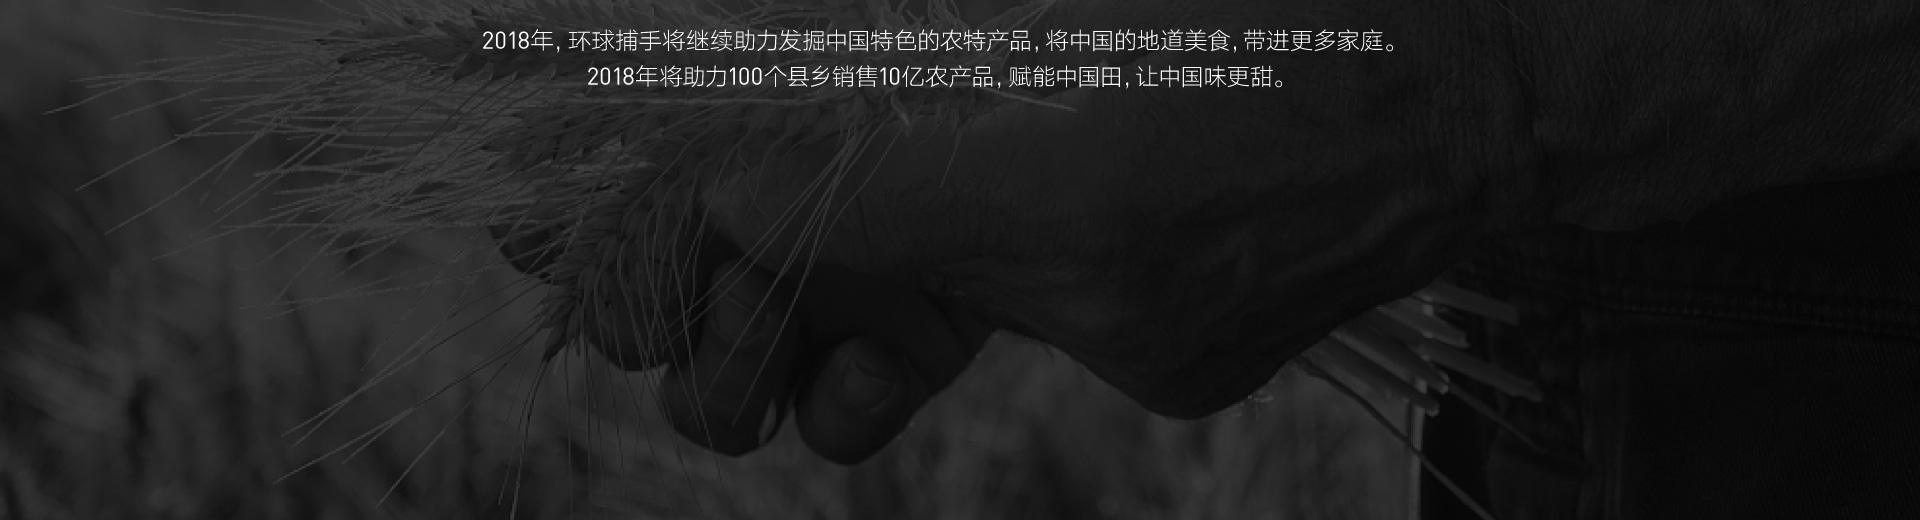 2018年，环球捕手将继续助力发掘中国特色的农特产品，将中国的地道美食，带进更多家庭。
2018年将助力100个县乡销售10亿农产品，赋能中国田，让中国味更甜。